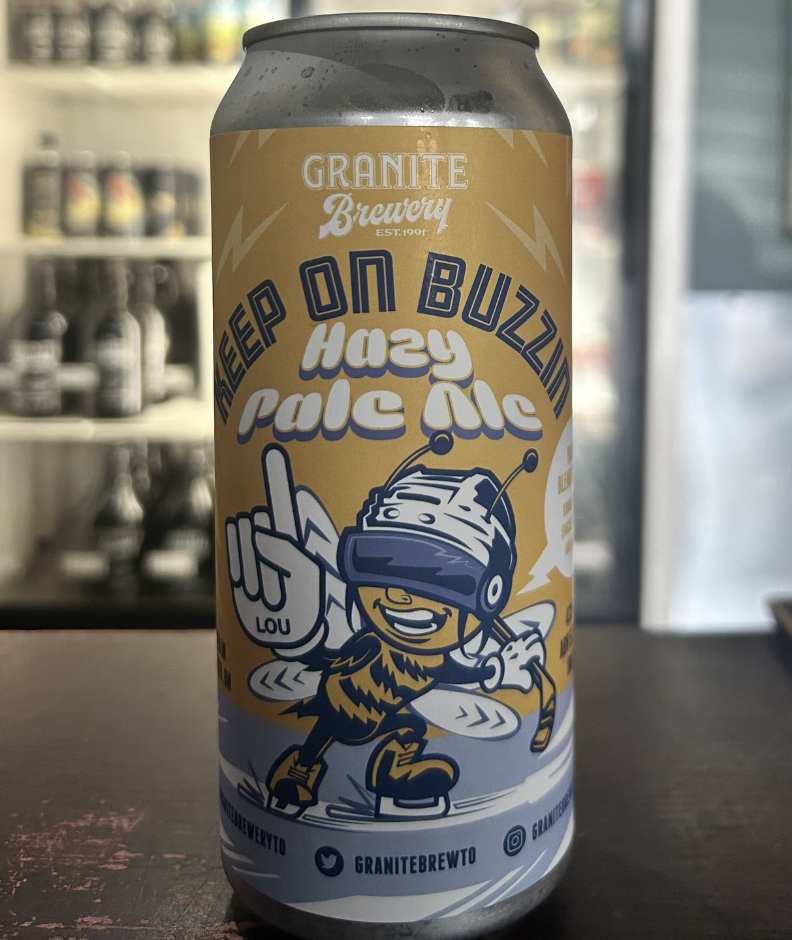 GRANITE
Brewery
EST. 1991
KEEP ON BUZZIN
Hazy
Pale Ale
LOU
GRANITEBREWTO